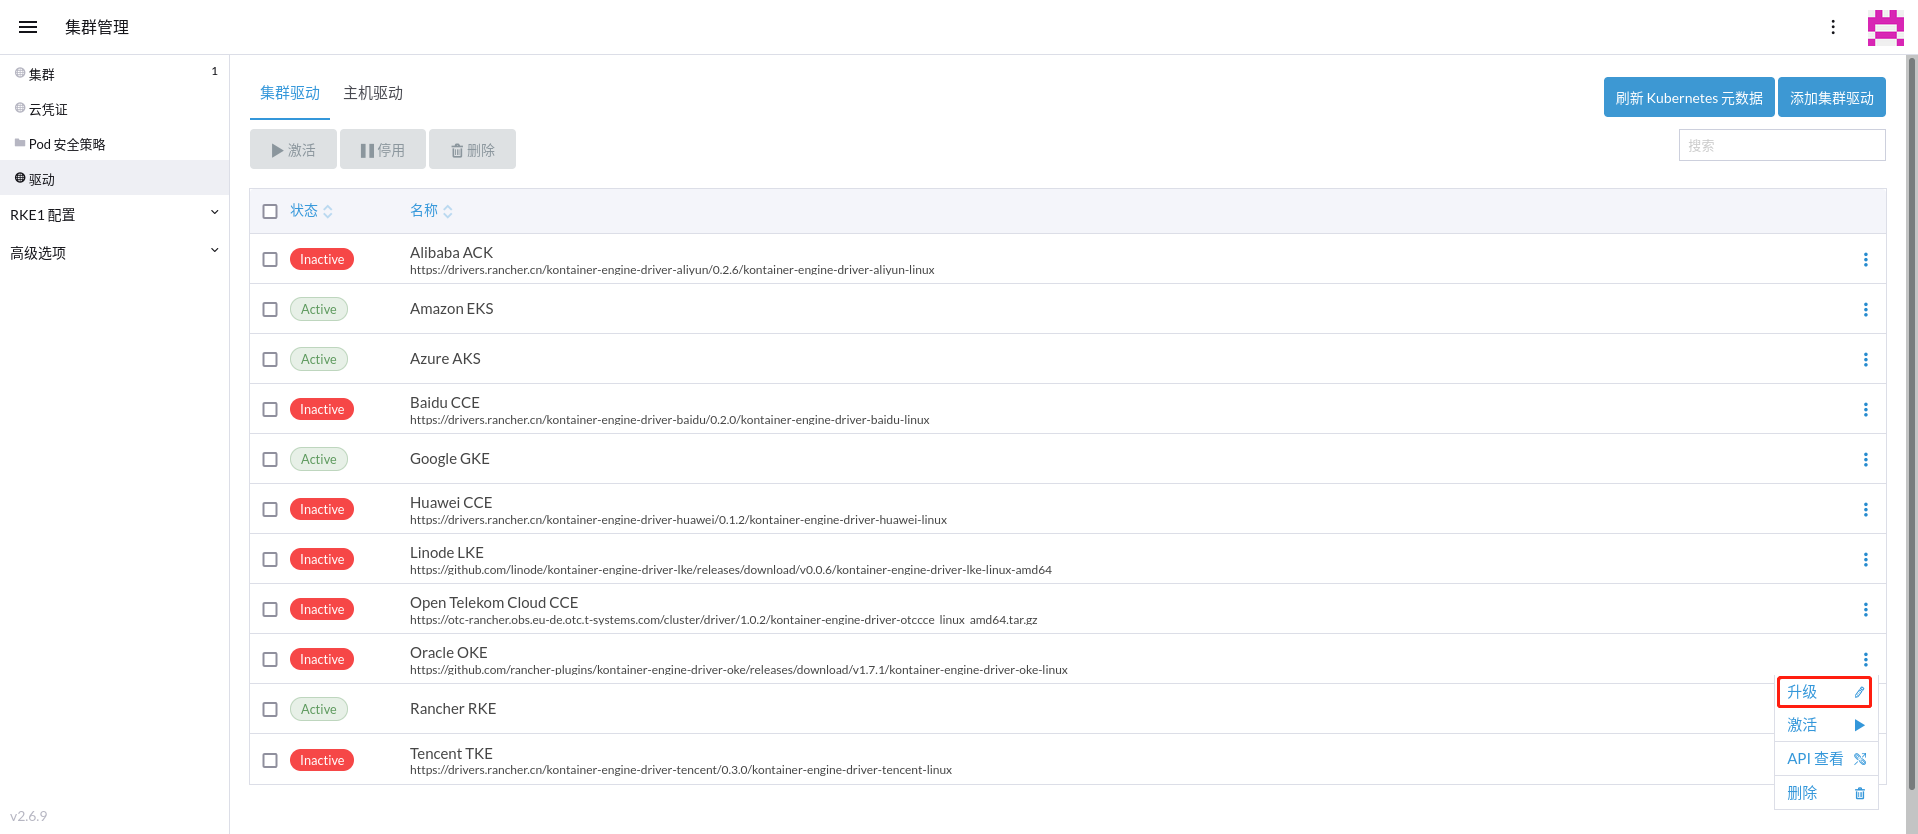 集群管理
集群 1
云凭证
Pod 安全策略
驱动
RKE1 配置
高级选项
v2.6.9
集群驱动 主机驱动
刷新 Kubernetes 元数据 添加集群驱动
激活 停用 删除
搜索
状态 名称
Inactive Alibaba ACK
https://drivers.rancher.cn/kontainer-engine-driver-aliyun/0.2.6/kontainer-engine-driver-aliyun-linux
Active Amazon EKS
Active Azure AKS
Inactive Baidu CCE
https://drivers.rancher.cn/kontainer-engine-driver-baidu/0.2.0/kontainer-engine-driver-baidu-linux
Active Google GKE
Inactive Huawei CCE
https://drivers.rancher.cn/kontainer-engine-driver-huawei/0.1.2/kontainer-engine-driver-huawei-linux
Inactive Linode LKE
https://github.com/linode/kontainer-engine-driver-lke/releases/download/v0.0.6/kontainer-engine-driver-lke-linux-amd64
Inactive Open Telekom Cloud CCE
https://otc-rancher.obs.eu-de.otc.t-systems.com/cluster/driver/1.0.2/kontainer-engine-driver-otccce_linux_amd64.tar.gz
Inactive Oracle OKE
https://github.com/rancher-plugins/kontainer-engine-driver-oke/releases/download/v1.7.1/kontainer-engine-driver-oke-linux
Active Rancher RKE
Inactive Tencent TKE
https://drivers.rancher.cn/kontainer-engine-driver-tencent/0.3.0/kontainer-engine-driver-tencent-linux
升级
激活
API 查看
删除